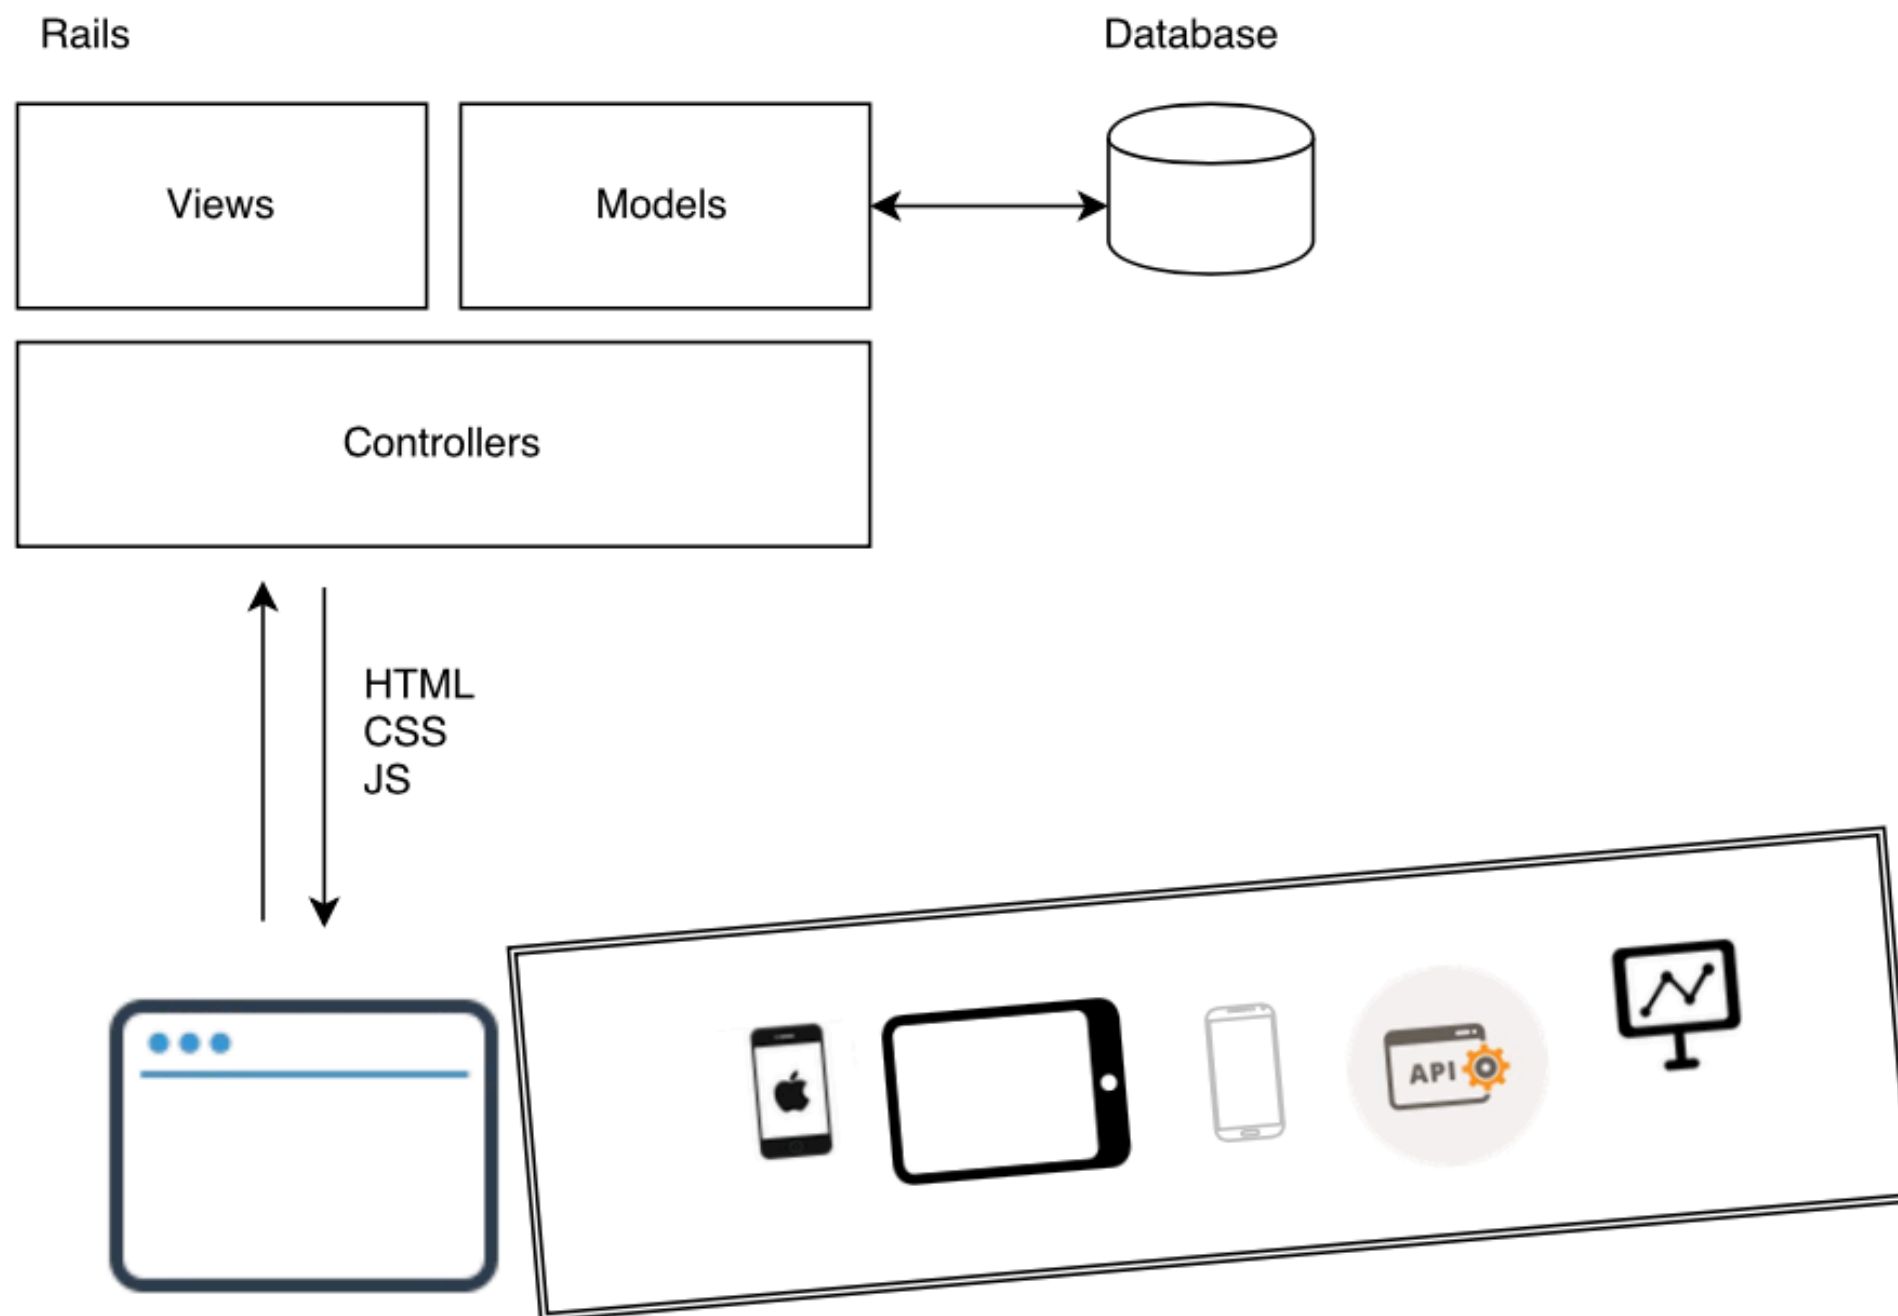 Rails
Database
Views
Models
Controllers
HTML
CSS
JS
API